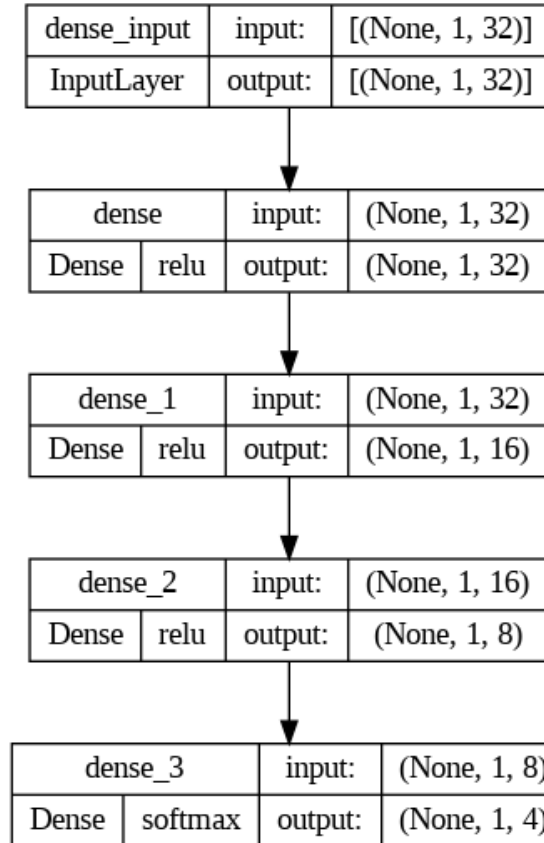 dense_input input: [(None, 1, 32)]
InputLayer output: [(None, 1, 32)]
dense input: (None, 1, 32)
Dense relu output: (None, 1, 32)
dense_1 input: (None, 1, 32)
Dense relu output: (None, 1, 16)
dense_2 input: (None, 1, 16)
Dense relu output: (None, 1, 8)
dense_3 input: (None, 1, 8)
Dense softmax output: (None, 1, 4)